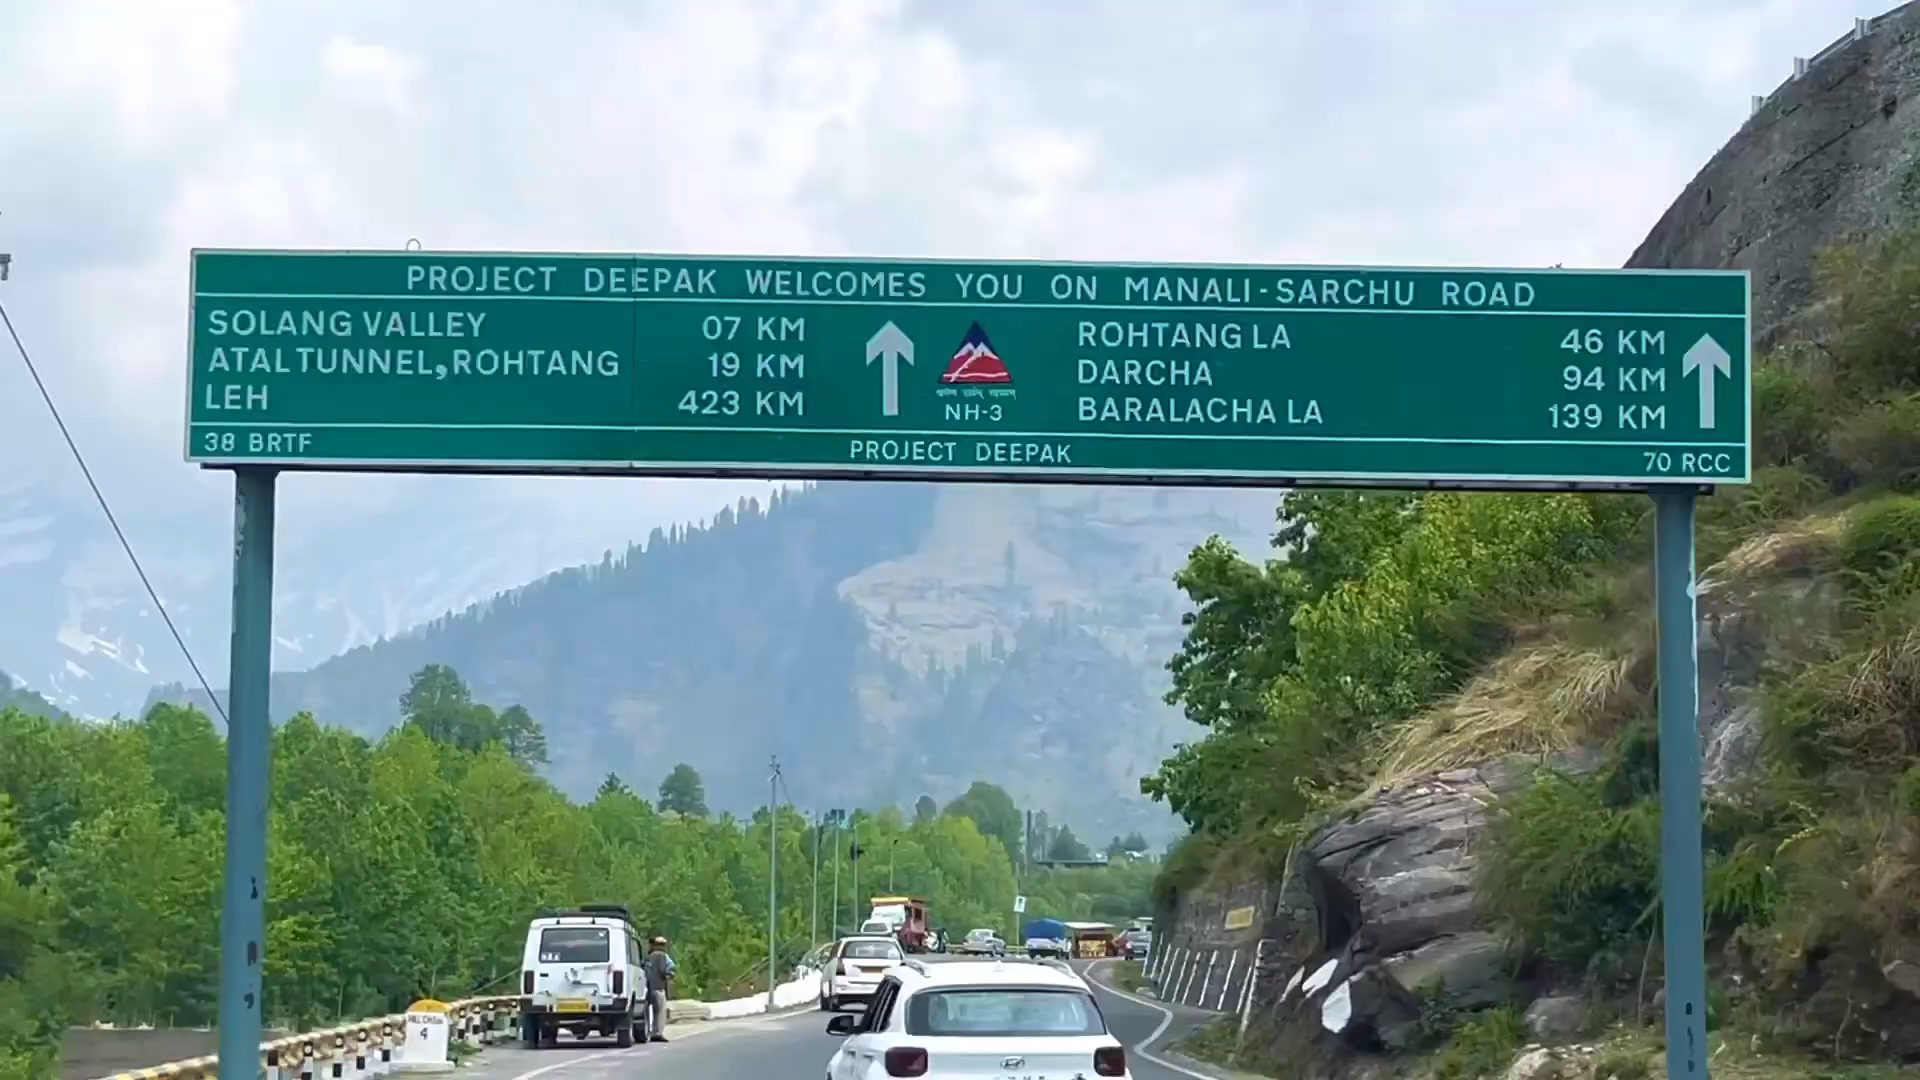 PROJECT DEEPAK WELCOMES YOU ON MANALI-SARCHU ROAD
SOLANG VALLEY 07 KM
ATAL TUNNEL, ROHTANG 19 KM
LEH 423 KM
NH-3
ROHTANG LA 46 KM
DARCHA 94 KM
BARALACHA LA 139 KM
38 BRTF
PROJECT DEEPAK
70 RCC
4